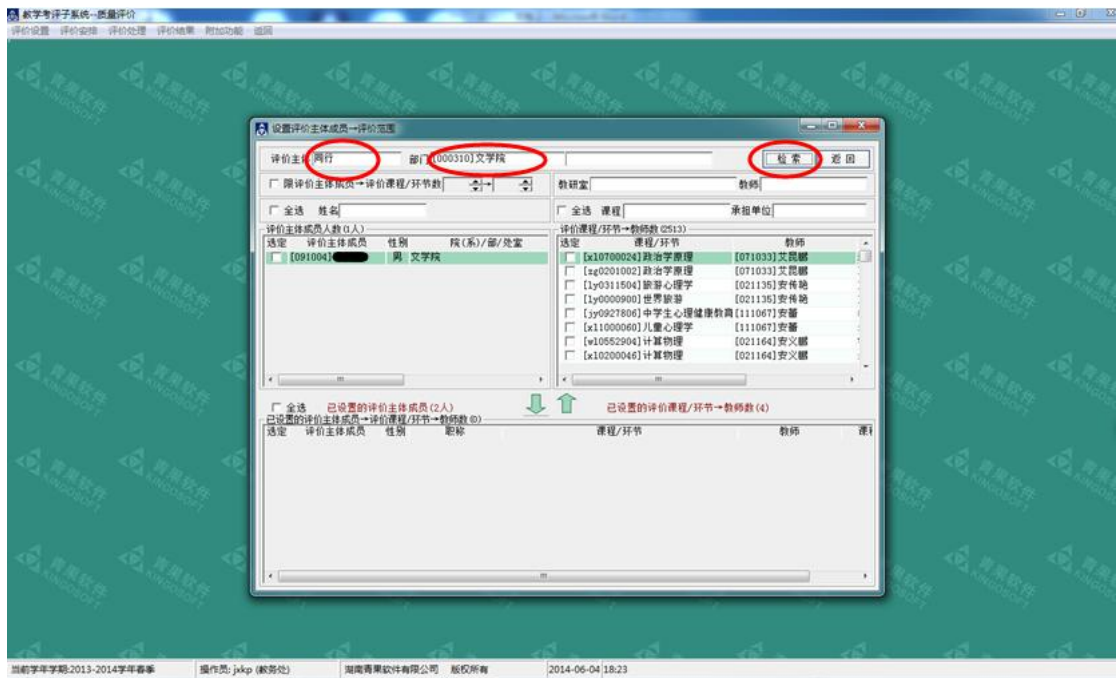 教学考评子系统--质量评价
评价设置 评价安排 评价处理 评价结果 附加功能 返回
设置评价主体成员→评价范围
评价主体 同行 部门 [000310]文学院 检索 返回
限评价主体成员→评价课程/环节数 → 教研室 教师
全选 姓名 全选 课程 承担单位
评价主体成员人数(1人) 评价课程/环节→教师数(2513)
选定 评价主体成员 性别 院(系)/部/处室 选定 课程/环节 教师
[091004] 男 文学院 [x10700024]政治学原理 [071033]艾昆鹏
[zg0201002]政治学原理 [071033]艾昆鹏
[ly0311504]旅游心理学 [021135]安传艳
[ly0000900]世界旅游 [021135]安传艳
[jy0927806]中学生心理健康教育 [111067]安蕾
[x11000060]儿童心理学 [111067]安蕾
[wl0552904]计算物理 [021164]安义鹏
[x10200046]计算物理 [021164]安义鹏
全选 已设置的评价主体成员(2人) 已设置的评价课程/环节→教师数(4)
已设置的评价主体成员→评价课程/环节→教师数(0)
选定 评价主体成员 性别 职称 课程/环节 教师
当前学年学期:2013-2014学年春季 操作员:jxkp (教务处) 湖南青果软件有限公司 版权所有 2014-06-04 18:23
青果软件
KINGOSOFT